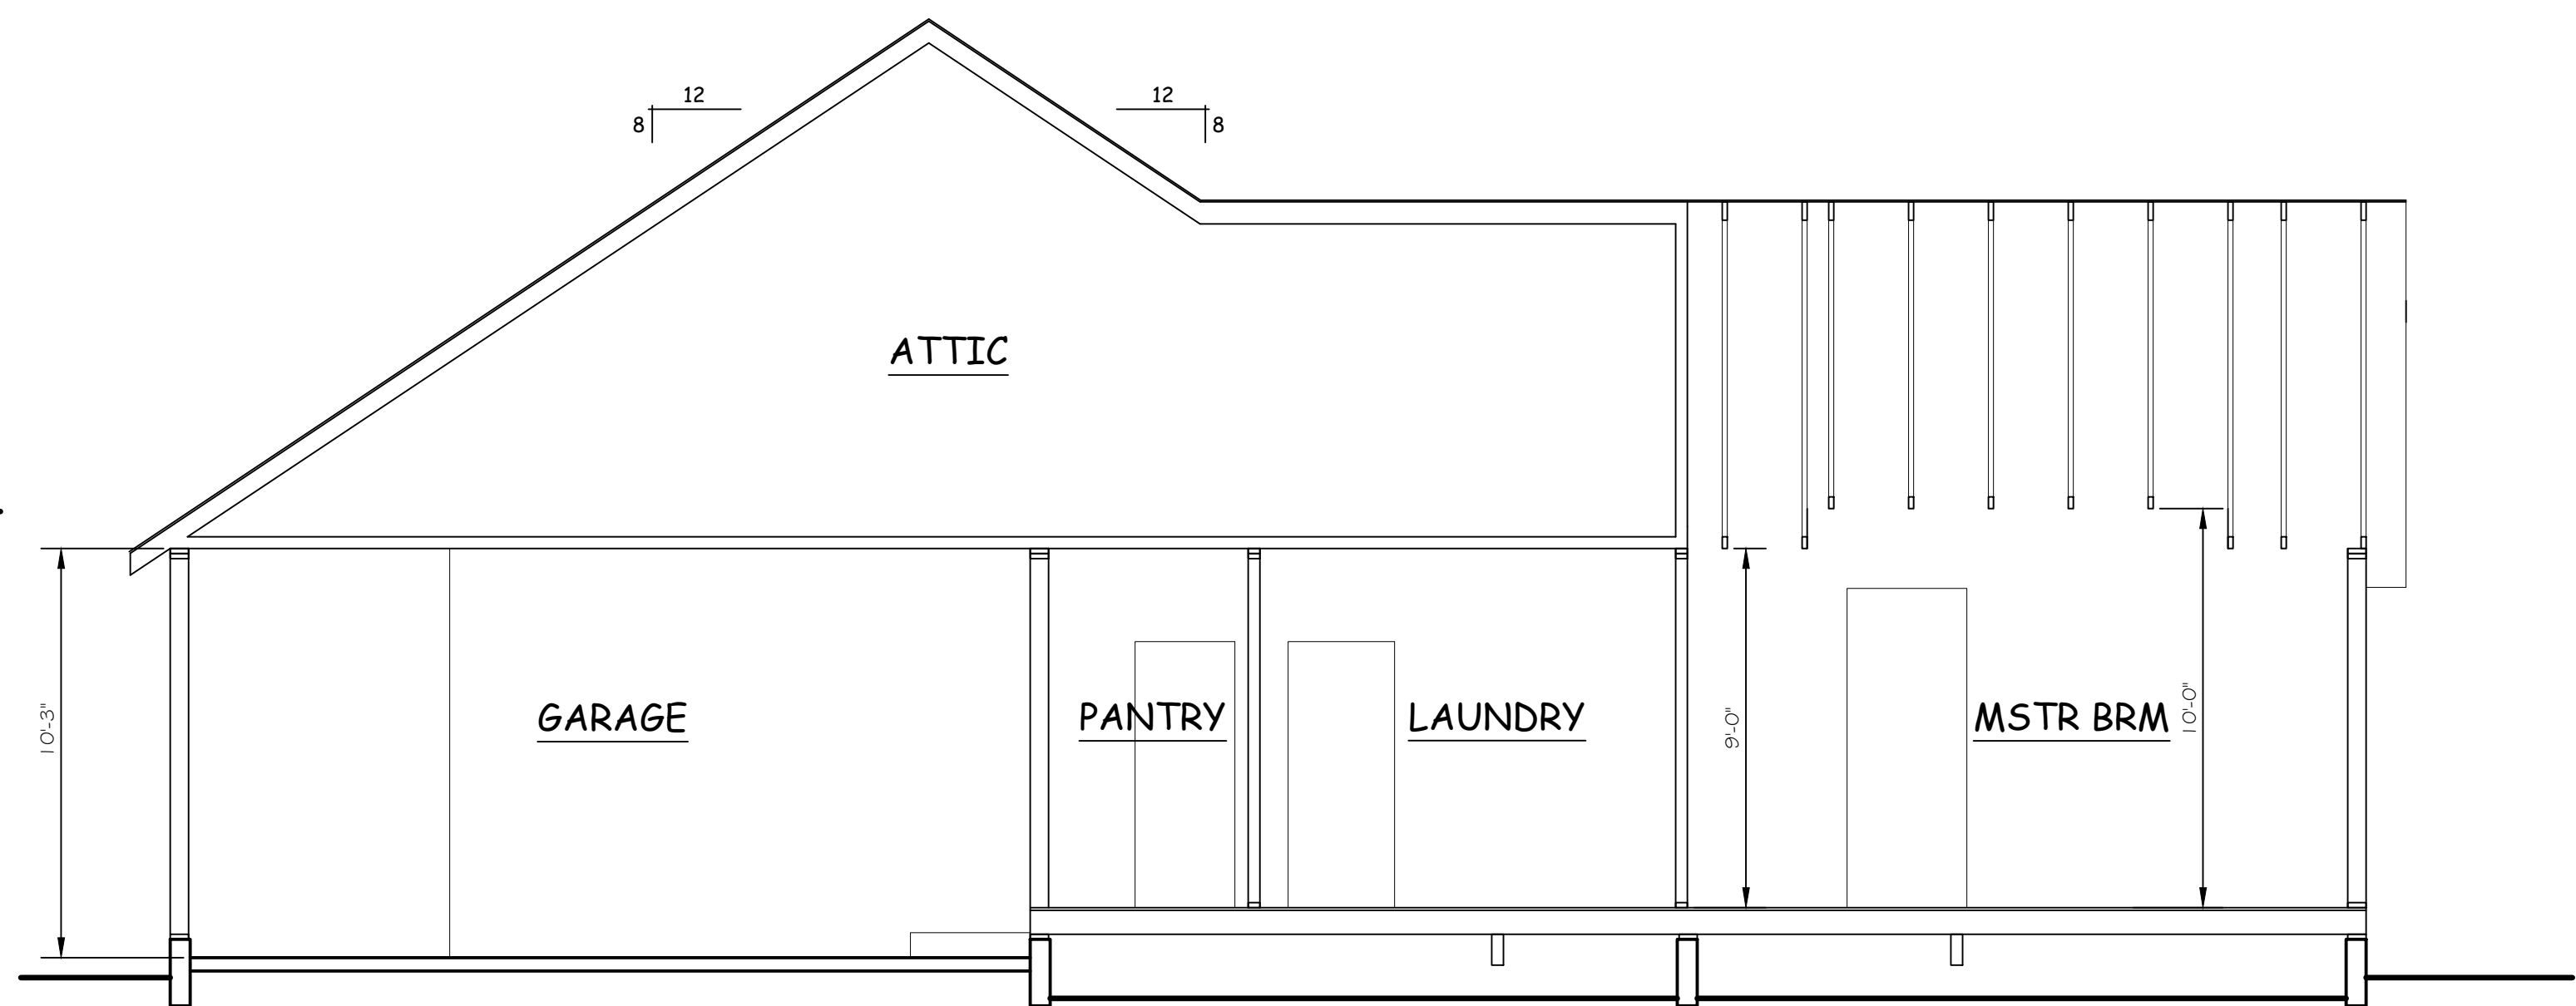 12
8
12
8
ATTIC
10'-3"
GARAGE
PANTRY
LAUNDRY
9'-0"
MSTR BRM
10'-0"